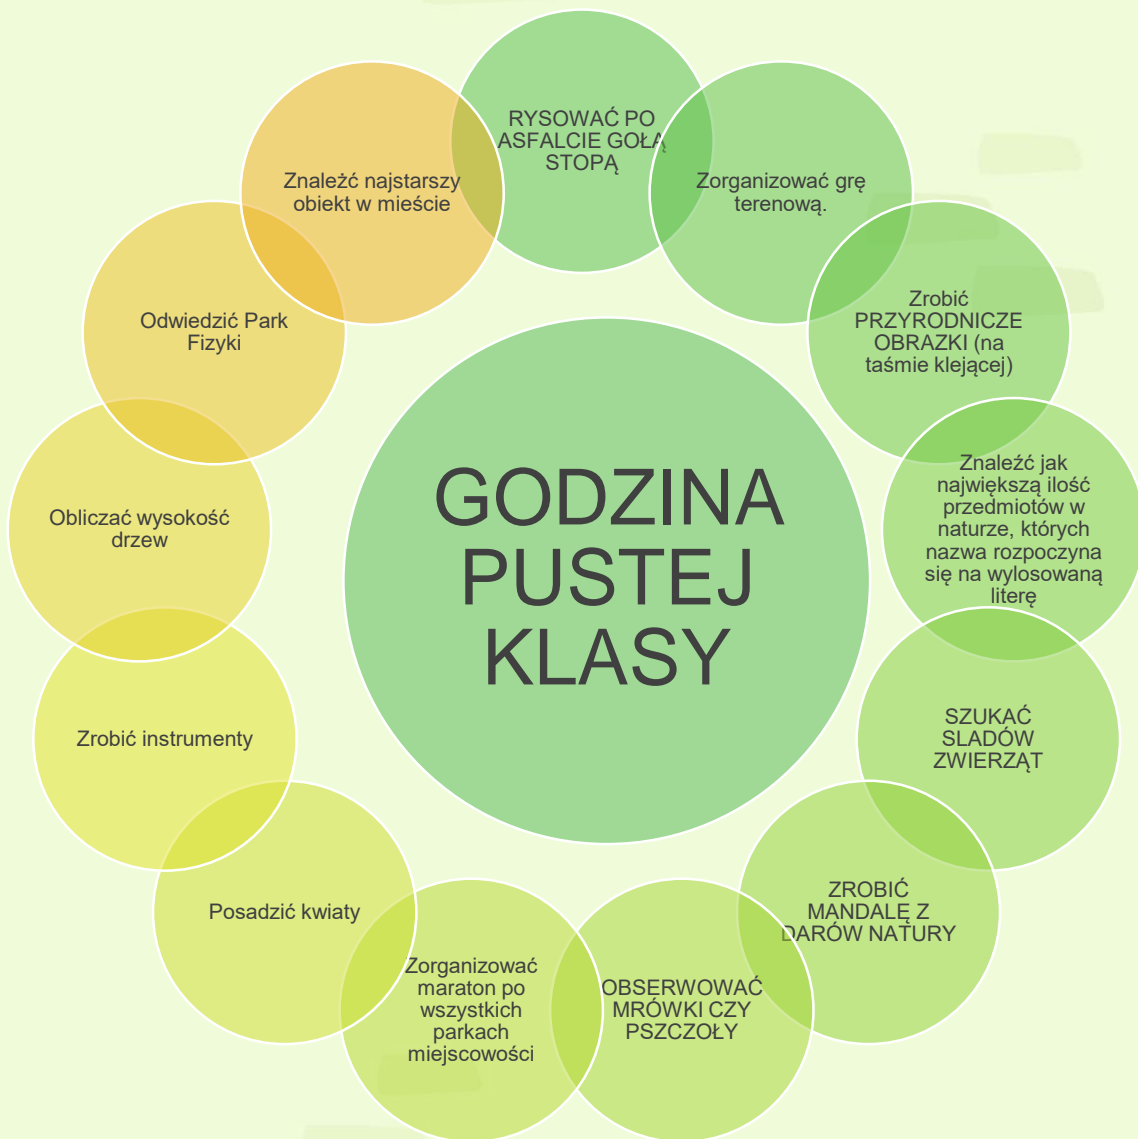 RYSOWAĆ PO
ASFALCIE GOŁĄ
STOPĄ
Zorganizować grę
terenową.
Zrobić
PRZYRODNICZE
OBRAZKI (na
taśmie klejącej)
Znaleźć jak
największą ilość
przedmiotów w
naturze, których
nazwa rozpoczyna
się na wylosowaną
literę
SZUKAĆ
SLADÓW
ZWIERZĄT
ZROBIĆ
MANDALĘ Z
DARÓW NATURY
OBSERWOWAĆ
MRÓWKI CZY
PSZCZOŁY
Zorganizować
maraton po
wszystkich
parkach
miejscowości
Posadzić kwiaty
Zrobić instrumenty
Obliczać wysokość
drzew
Odwiedzić Park
Fizyki
Znaleźć najstarszy
obiekt w mieście
GODZINA
PUSTEJ
KLASY